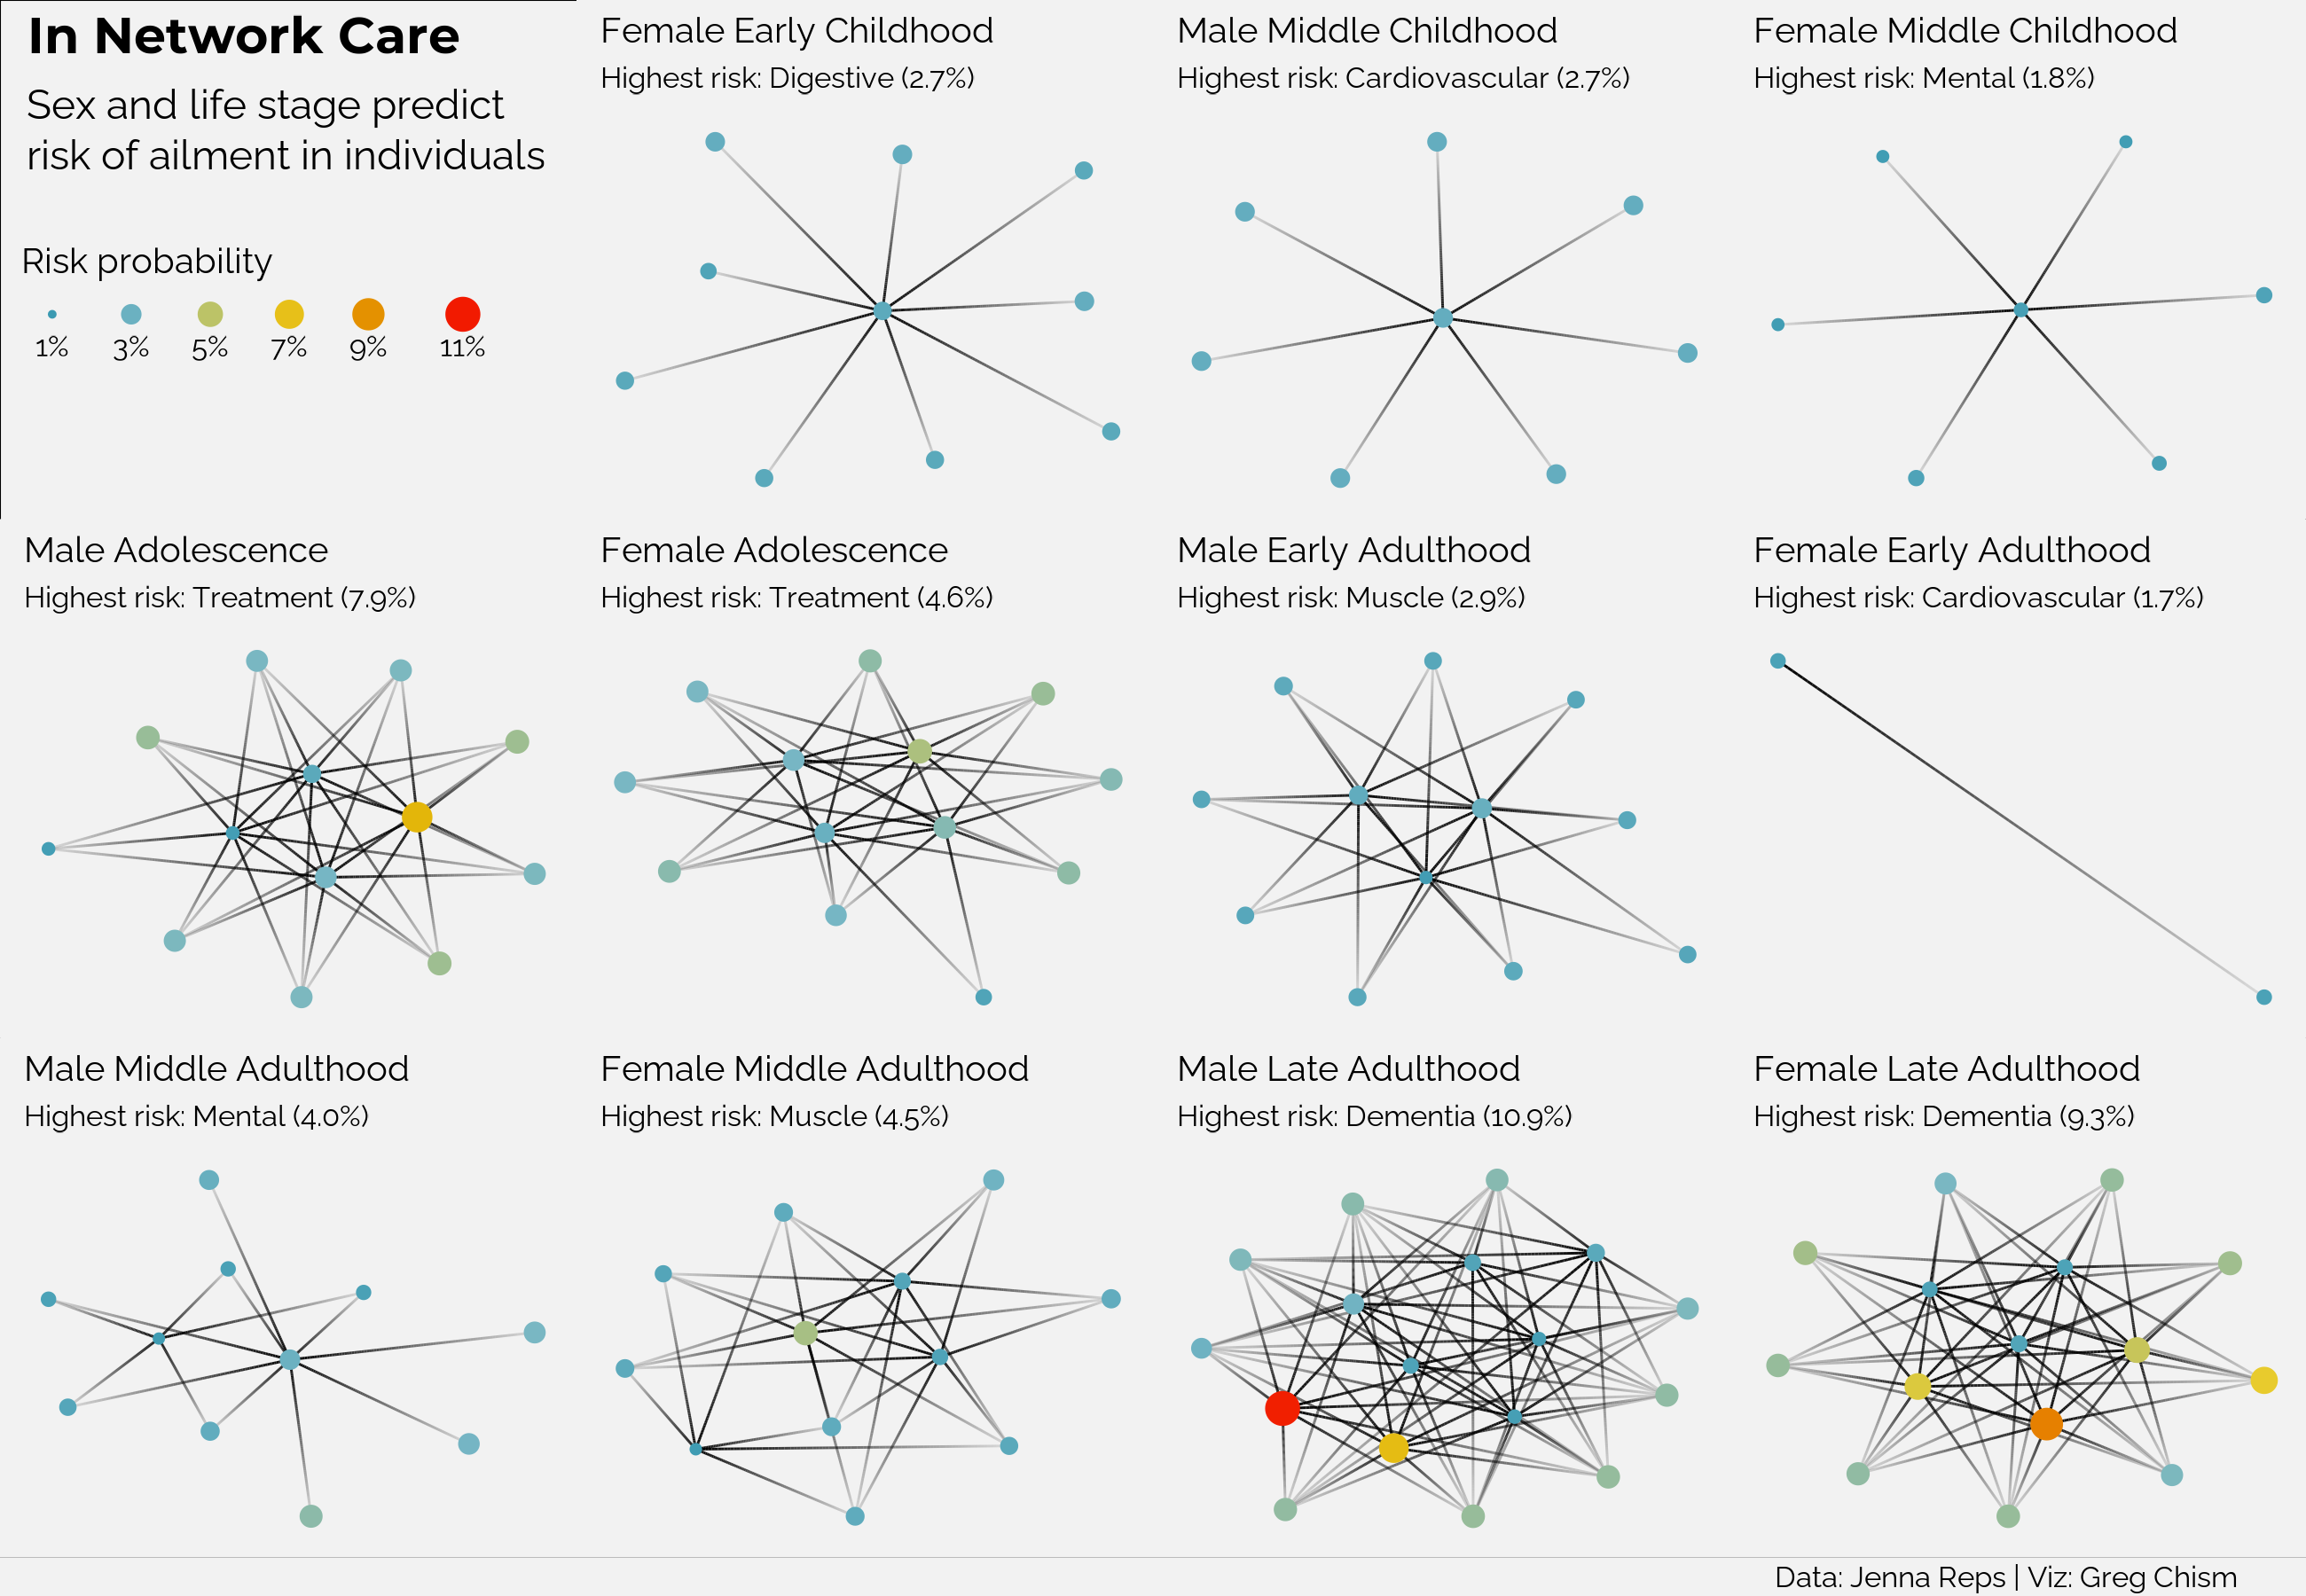 In Network Care
Sex and life stage predict
risk of ailment in individuals
Risk probability
1% 3% 5% 7% 9% 11%
Female Early Childhood
Highest risk: Digestive (2.7%)
Male Middle Childhood
Highest risk: Cardiovascular (2.7%)
Female Middle Childhood
Highest risk: Mental (1.8%)
Male Adolescence
Highest risk: Treatment (7.9%)
Female Adolescence
Highest risk: Treatment (4.6%)
Male Early Adulthood
Highest risk: Muscle (2.9%)
Female Early Adulthood
Highest risk: Cardiovascular (1.7%)
Male Middle Adulthood
Highest risk: Mental (4.0%)
Female Middle Adulthood
Highest risk: Muscle (4.5%)
Male Late Adulthood
Highest risk: Dementia (10.9%)
Female Late Adulthood
Highest risk: Dementia (9.3%)
Data: Jenna Reps | Viz: Greg Chism